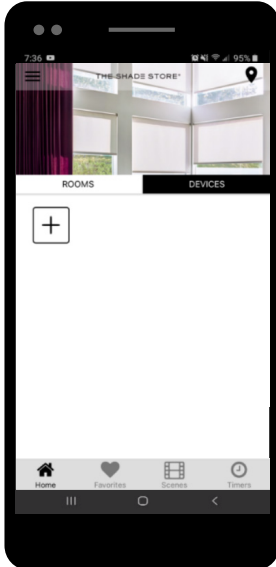 7:36 95%
THE SHADE STORE®
ROOMS DEVICES
Home Favorites Scenes Timers